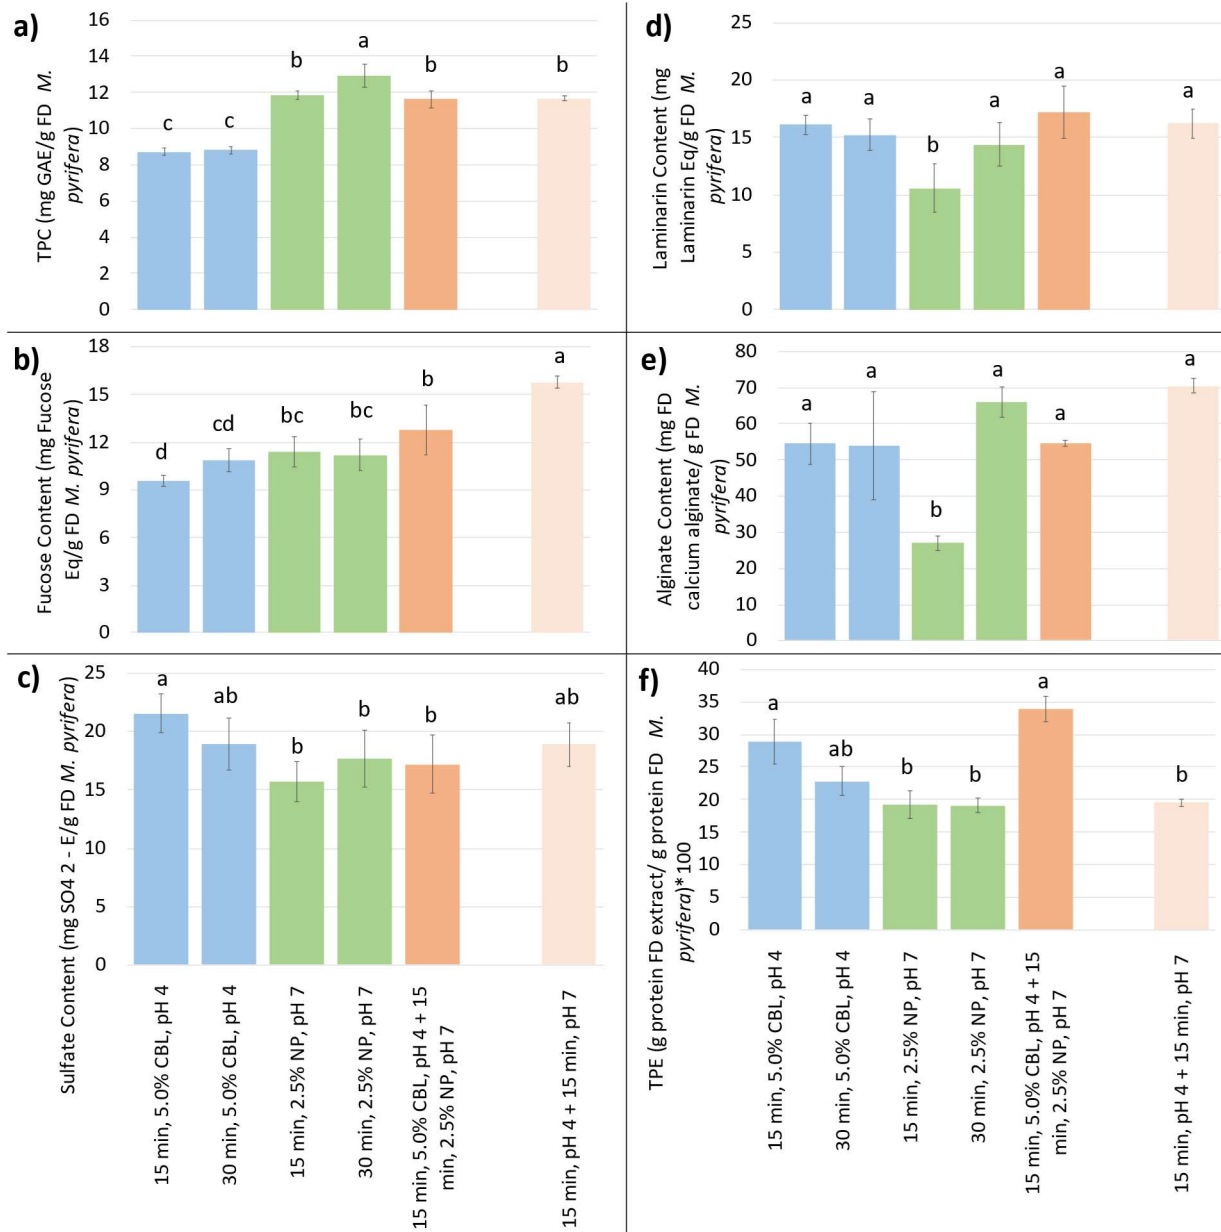 a)
16
14
12
10
8
6
4
2
0
TPC (mg GAE/g FD M.
pyrifera)
c
c
b
a
b
b
d)
25
20
15
10
5
0
Laminarin Content (mg
Laminarin Eq/g FD M.
pyrifera)
a
a
b
a
a
a
b)
18
15
12
9
6
3
0
Fucose Content (mg Fucose
Eq/g FD M. pyrifera)
d
cd
bc
bc
b
a
e)
80
70
60
50
40
30
20
10
0
Alginate Content (mg FD
calcium alginate/ g FD M.
pyrifera)
a
a
b
a
a
a
c)
25
20
15
10
5
0
Sulfate Content (mg SO4 2 - E/g FD M. pyrifera)
a
ab
b
b
b
ab
15 min, 5.0% CBL, pH 4
30 min, 5.0% CBL, pH 4
15 min, 2.5% NP, pH 7
30 min, 2.5% NP, pH 7
15 min, 5.0% CBL, pH 4 + 15
min, 2.5% NP, pH 7
15 min, pH 4 + 15 min, pH 7
f)
40
35
30
25
20
15
10
5
0
TPE (g protein FD extract/ g protein FD M.
pyrifera)*100
a
ab
b
b
a
b
15 min, 5.0% CBL, pH 4
30 min, 5.0% CBL, pH 4
15 min, 2.5% NP, pH 7
30 min, 2.5% NP, pH 7
15 min, 5.0% CBL, pH 4 + 15
min, 2.5% NP, pH 7
15 min, pH 4 + 15 min, pH 7